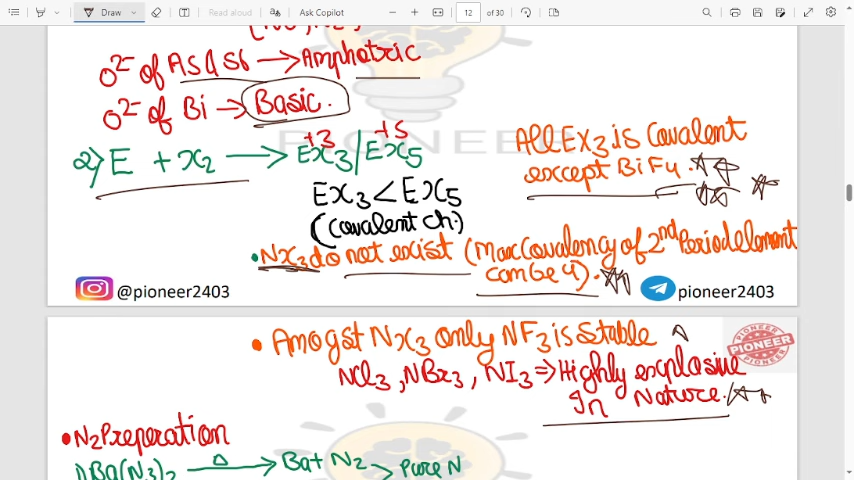 Draw
Read aloud
Ask Copilot
12
of 30
O²⁻ of As & Sb → Amphotric
O²⁻ of Bi → Basic.
2) E + X₂ → EX₃ / EX₅
+3
+5
EX₃ < EX₅
(Covalent ch.)
All EX₃ is Covalent
except BiF4.
• NX₃ do not exist (Max Covalency of 2nd Period element
Can be 4).
@pioneer2403
pioneer2403
• Amogst NX₃ only NF₃ is Stable
NCl₃, NBr₃, NI₃ ⇒ Highly explosive
In Nature.
PIONEER
• N₂ Preperation
1) Ba(N₃)₂ —Δ→ Ba + N₂ → Pure N